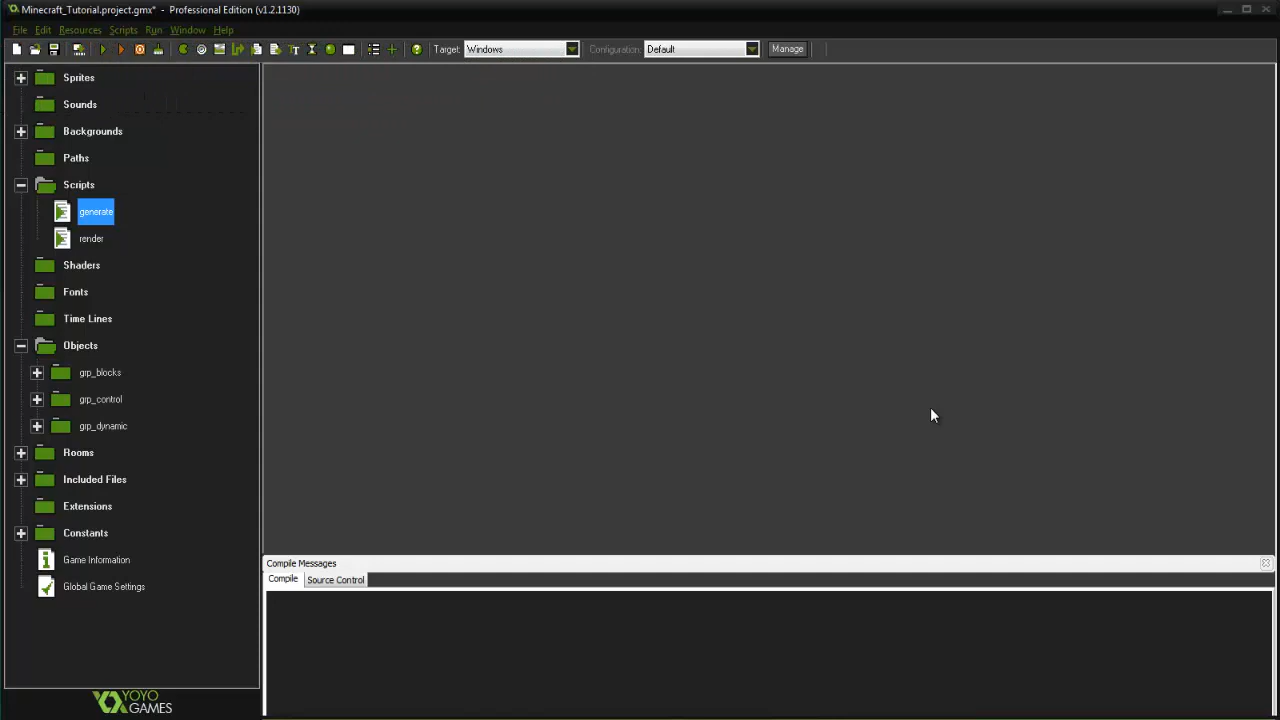 Minecraft_Tutorial.project.gmx* - Professional Edition (v1.2.1130)
File Edit Resources Scripts Run Window Help
Target: Windows Configuration: Default Manage
Sprites
Sounds
Backgrounds
Paths
Scripts
generate
render
Shaders
Fonts
Time Lines
Objects
grp_blocks
grp_control
grp_dynamic
Rooms
Included Files
Extensions
Constants
Game Information
Global Game Settings
Compile Messages
Compile Source Control
YOYO
GAMES